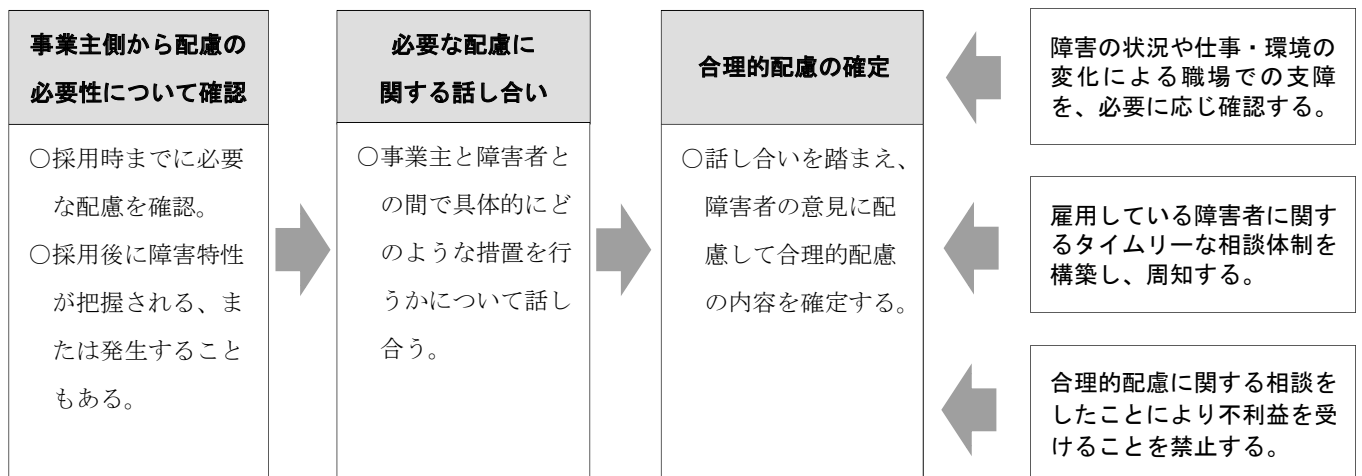 事業主側から配慮の
必要性について確認
○採用時までに必要
な配慮を確認。
○採用後に障害特性
が把握される、ま
たは発生すること
もある。
必要な配慮に
関する話し合い
○事業主と障害者と
の間で具体的にど
のような措置を行
うかについて話し
合う。
合理的配慮の確定
○話し合いを踏まえ、
障害者の意見に配
慮して合理的配慮
の内容を確定する。
障害の状況や仕事・環境の
変化による職場での支障
を、必要に応じ確認する。
雇用している障害者に関す
るタイムリーな相談体制を
構築し、周知する。
合理的配慮に関する相談を
したことにより不利益を受
けることを禁止する。